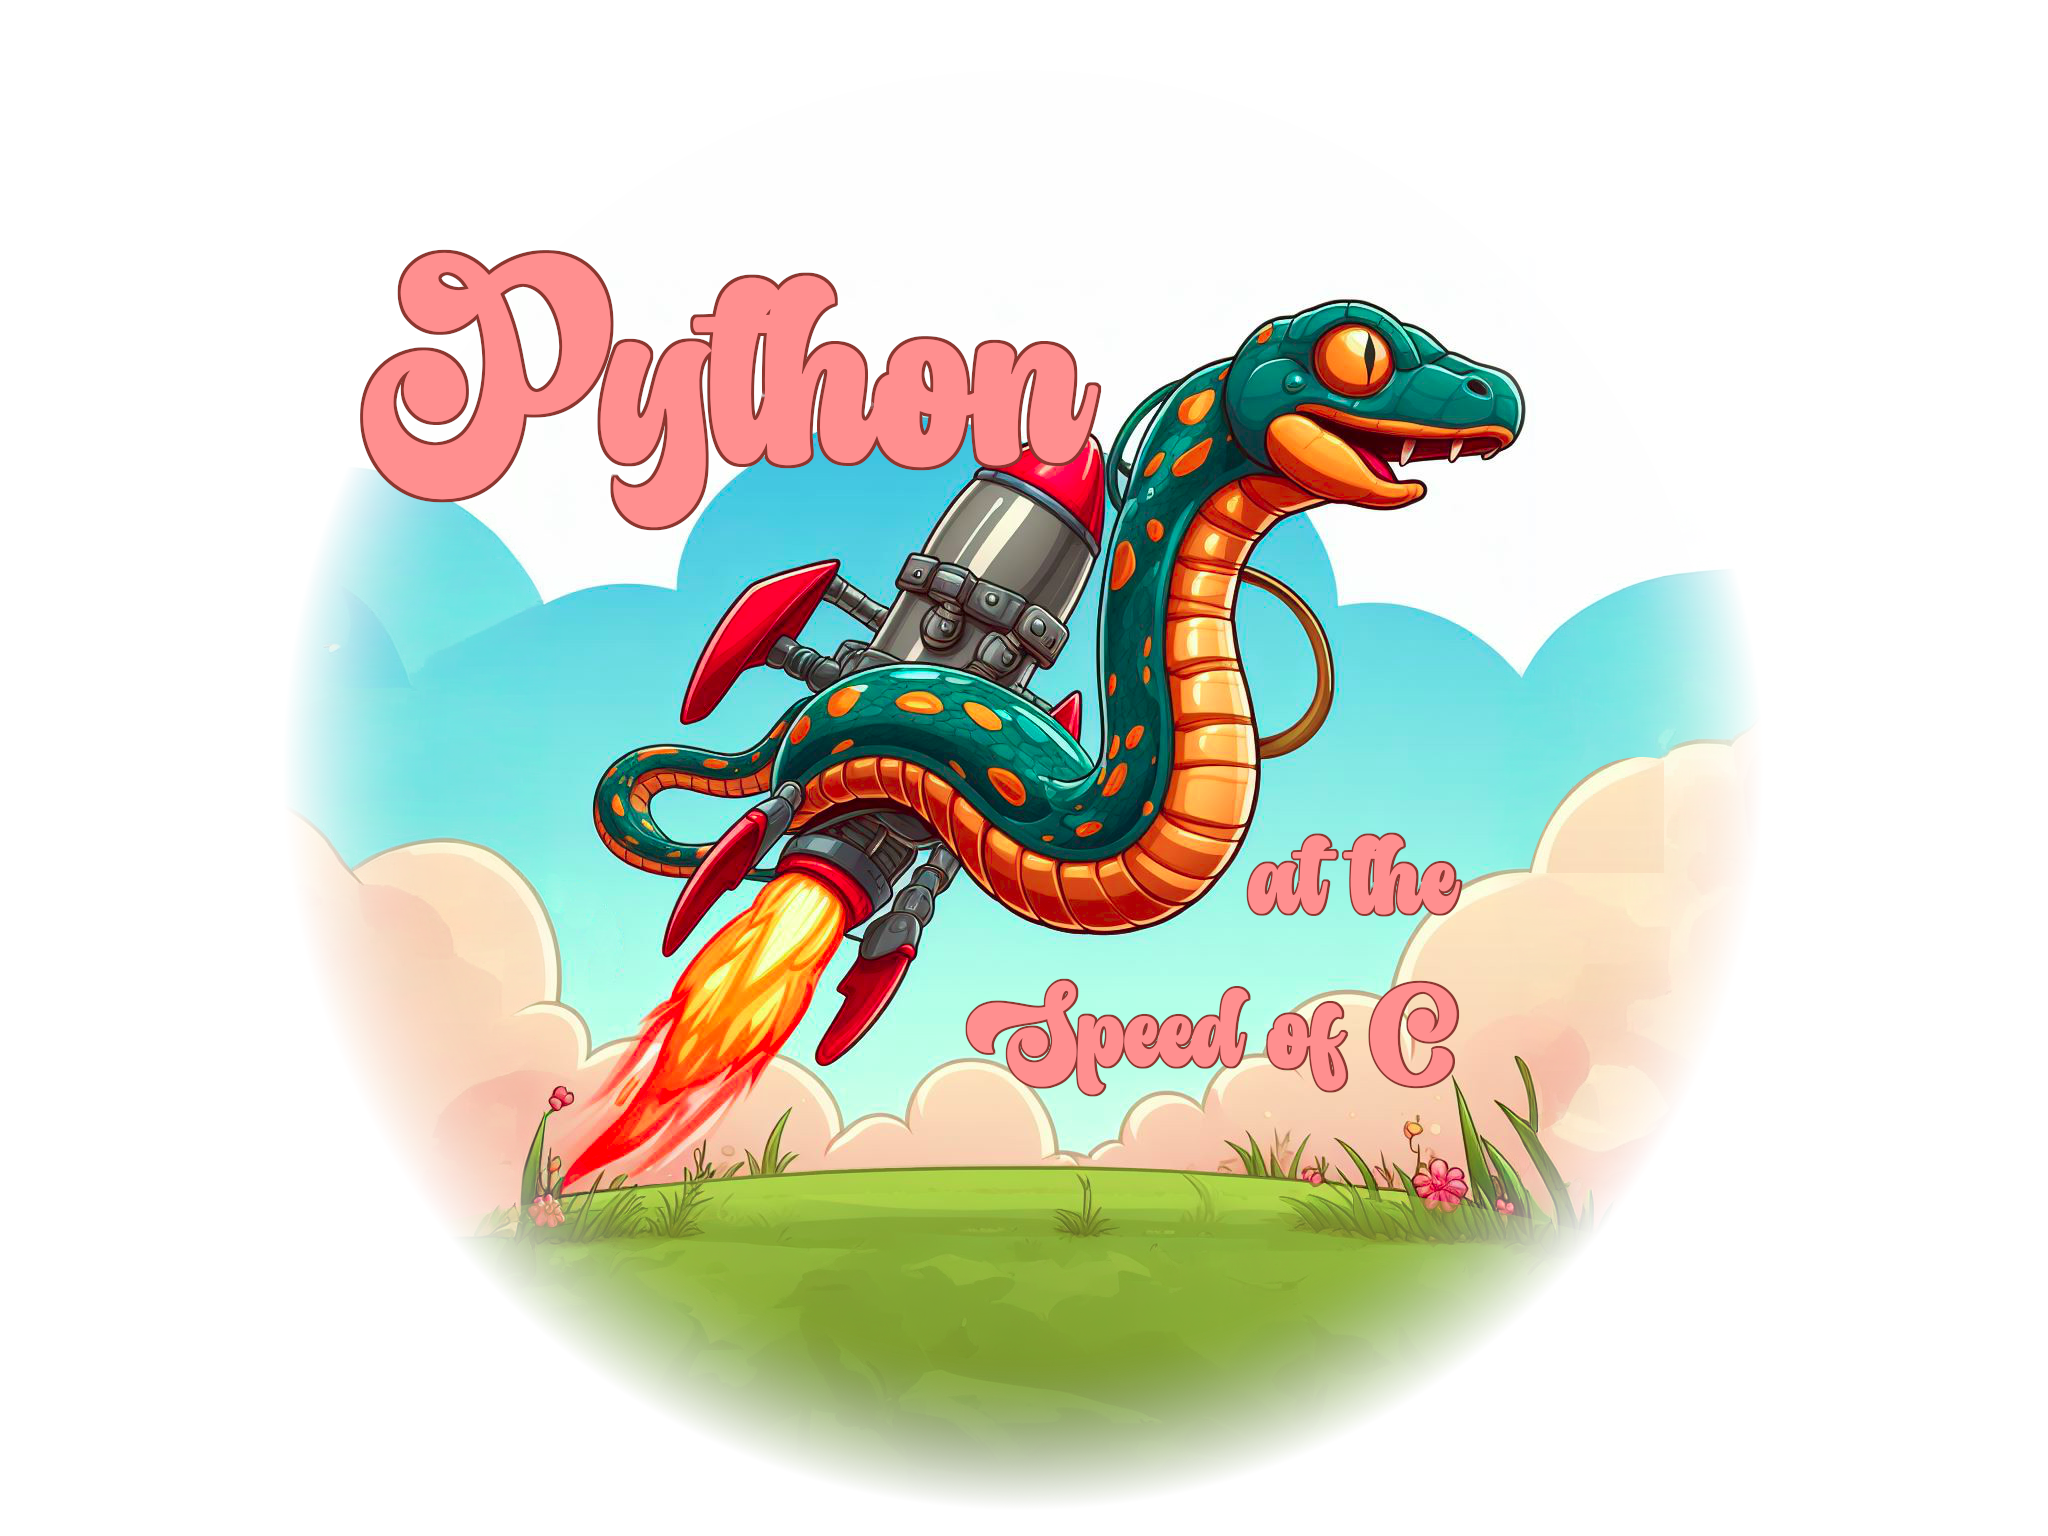 Python
at the
Speed of C